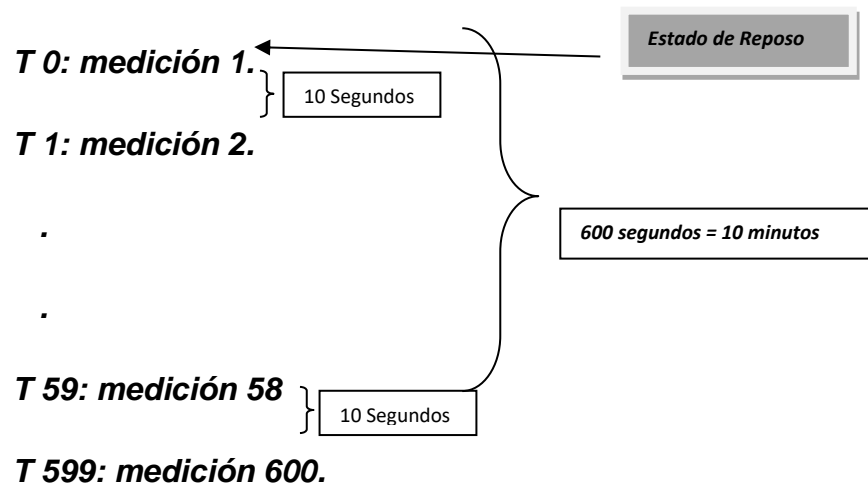 Estado de Reposo
T 0: medición 1.
10 Segundos
T 1: medición 2.
.
600 segundos = 10 minutos
.
T 59: medición 58
10 Segundos
T 599: medición 600.